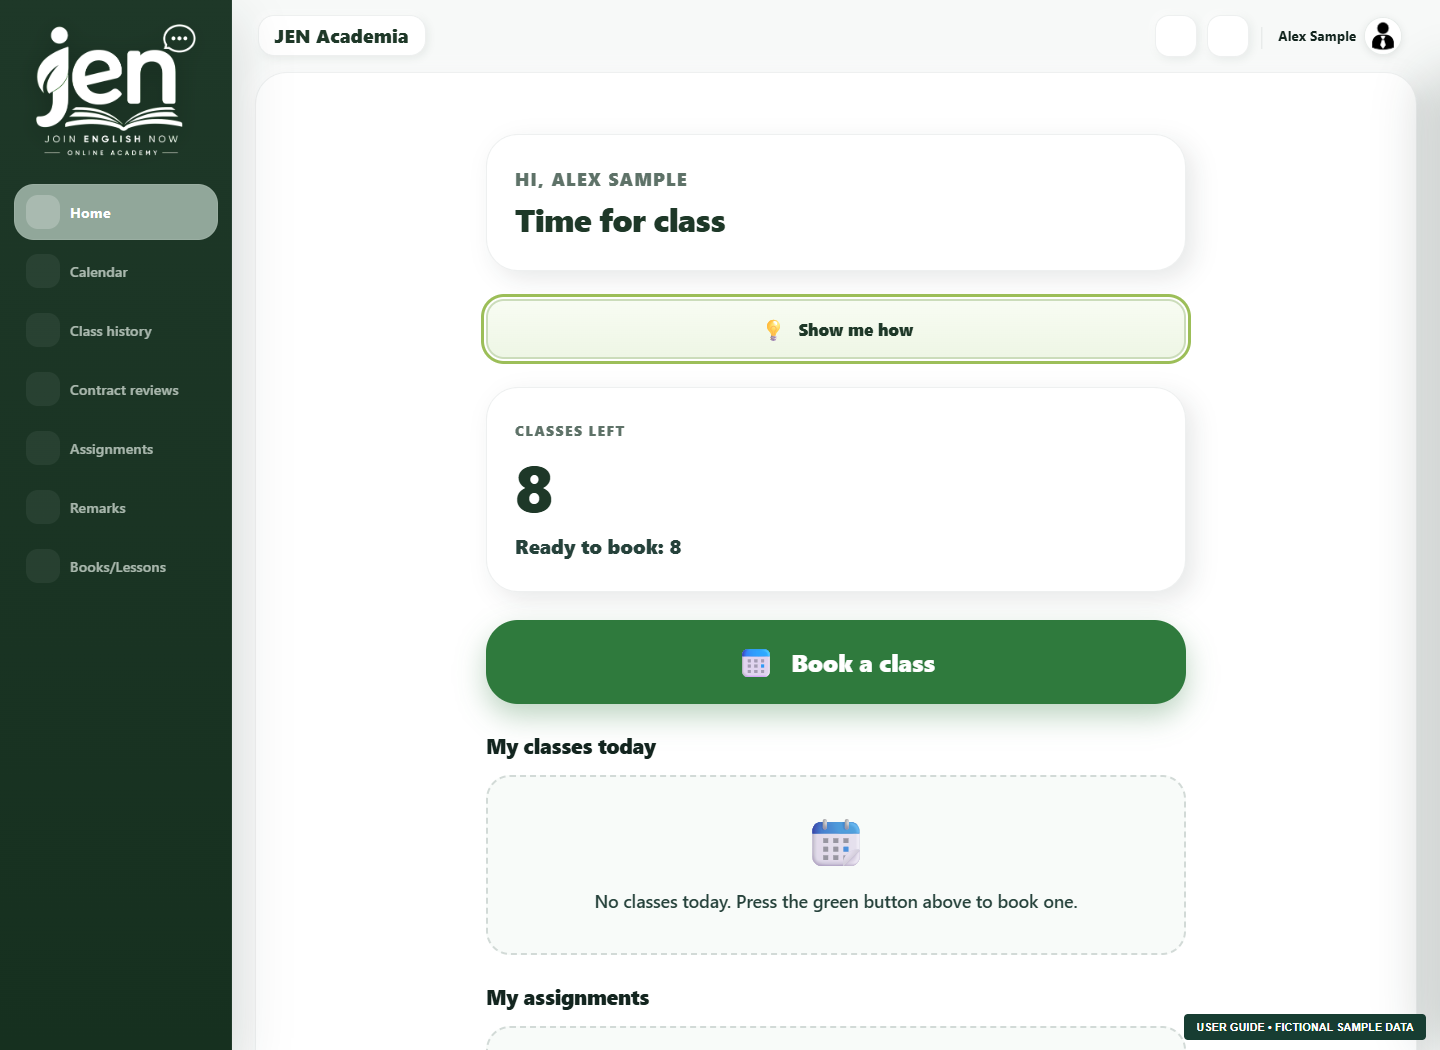 jen
JOIN ENGLISH NOW
ONLINE ACADEMY
Home
Calendar
Class history
Contract reviews
Assignments
Remarks
Books/Lessons
JEN Academia
Alex Sample
HI, ALEX SAMPLE
Time for class
Show me how
CLASSES LEFT
8
Ready to book: 8
Book a class
My classes today
No classes today. Press the green button above to book one.
My assignments
USER GUIDE • FICTIONAL SAMPLE DATA